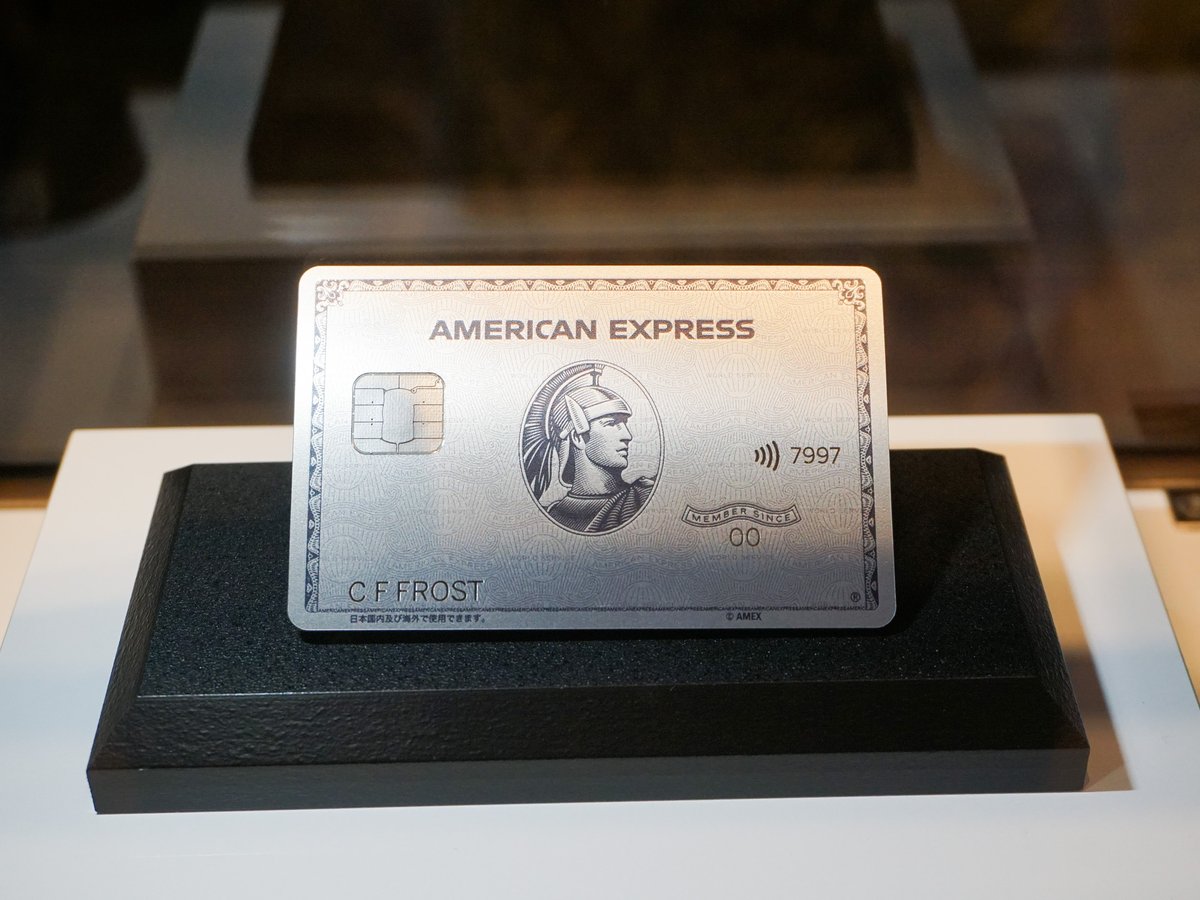 AMERICAN EXPRESS
7997
MEMBER SINCE
00
C F FROST
AMERICANEXPRESSAMERICANEXPRESSAMERICANEXPRESSAMERICANEXPRESSAMERICANEXPRESSAMERICANEXPRESSAMERICANEXPRESS
®
日本国内及び海外で使用できます。
© AMEX